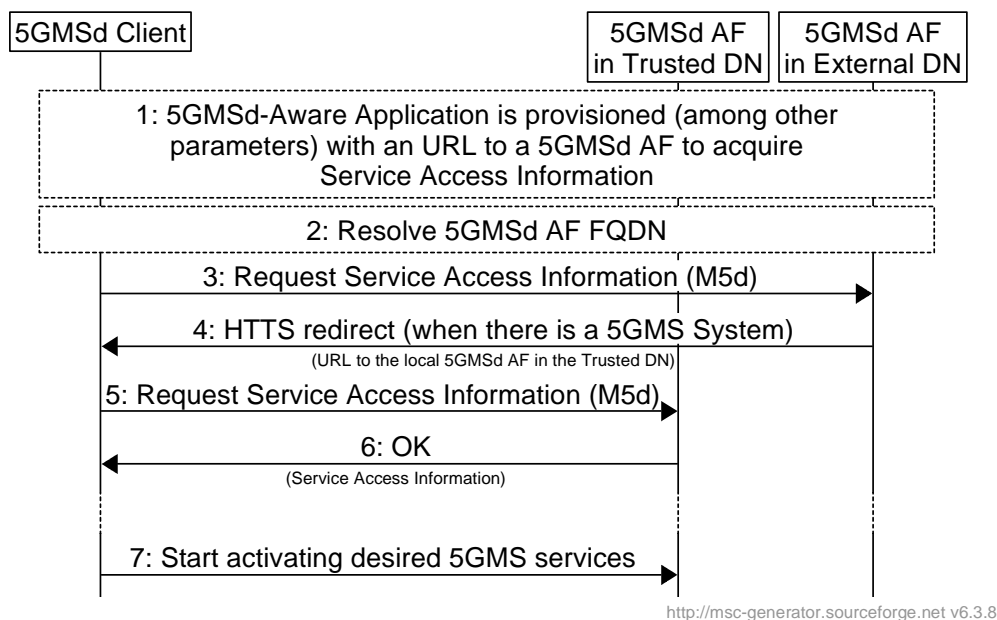 5GMSd Client
5GMSd AF
in Trusted DN
5GMSd AF
in External DN
1: 5GMSd-Aware Application is provisioned (among other
parameters) with an URL to a 5GMSd AF to acquire
Service Access Information
2: Resolve 5GMSd AF FQDN
3: Request Service Access Information (M5d)
4: HTTS redirect (when there is a 5GMS System)
(URL to the local 5GMSd AF in the Trusted DN)
5: Request Service Access Information (M5d)
6: OK
(Service Access Information)
7: Start activating desired 5GMS services
http://msc-generator.sourceforge.net v6.3.8